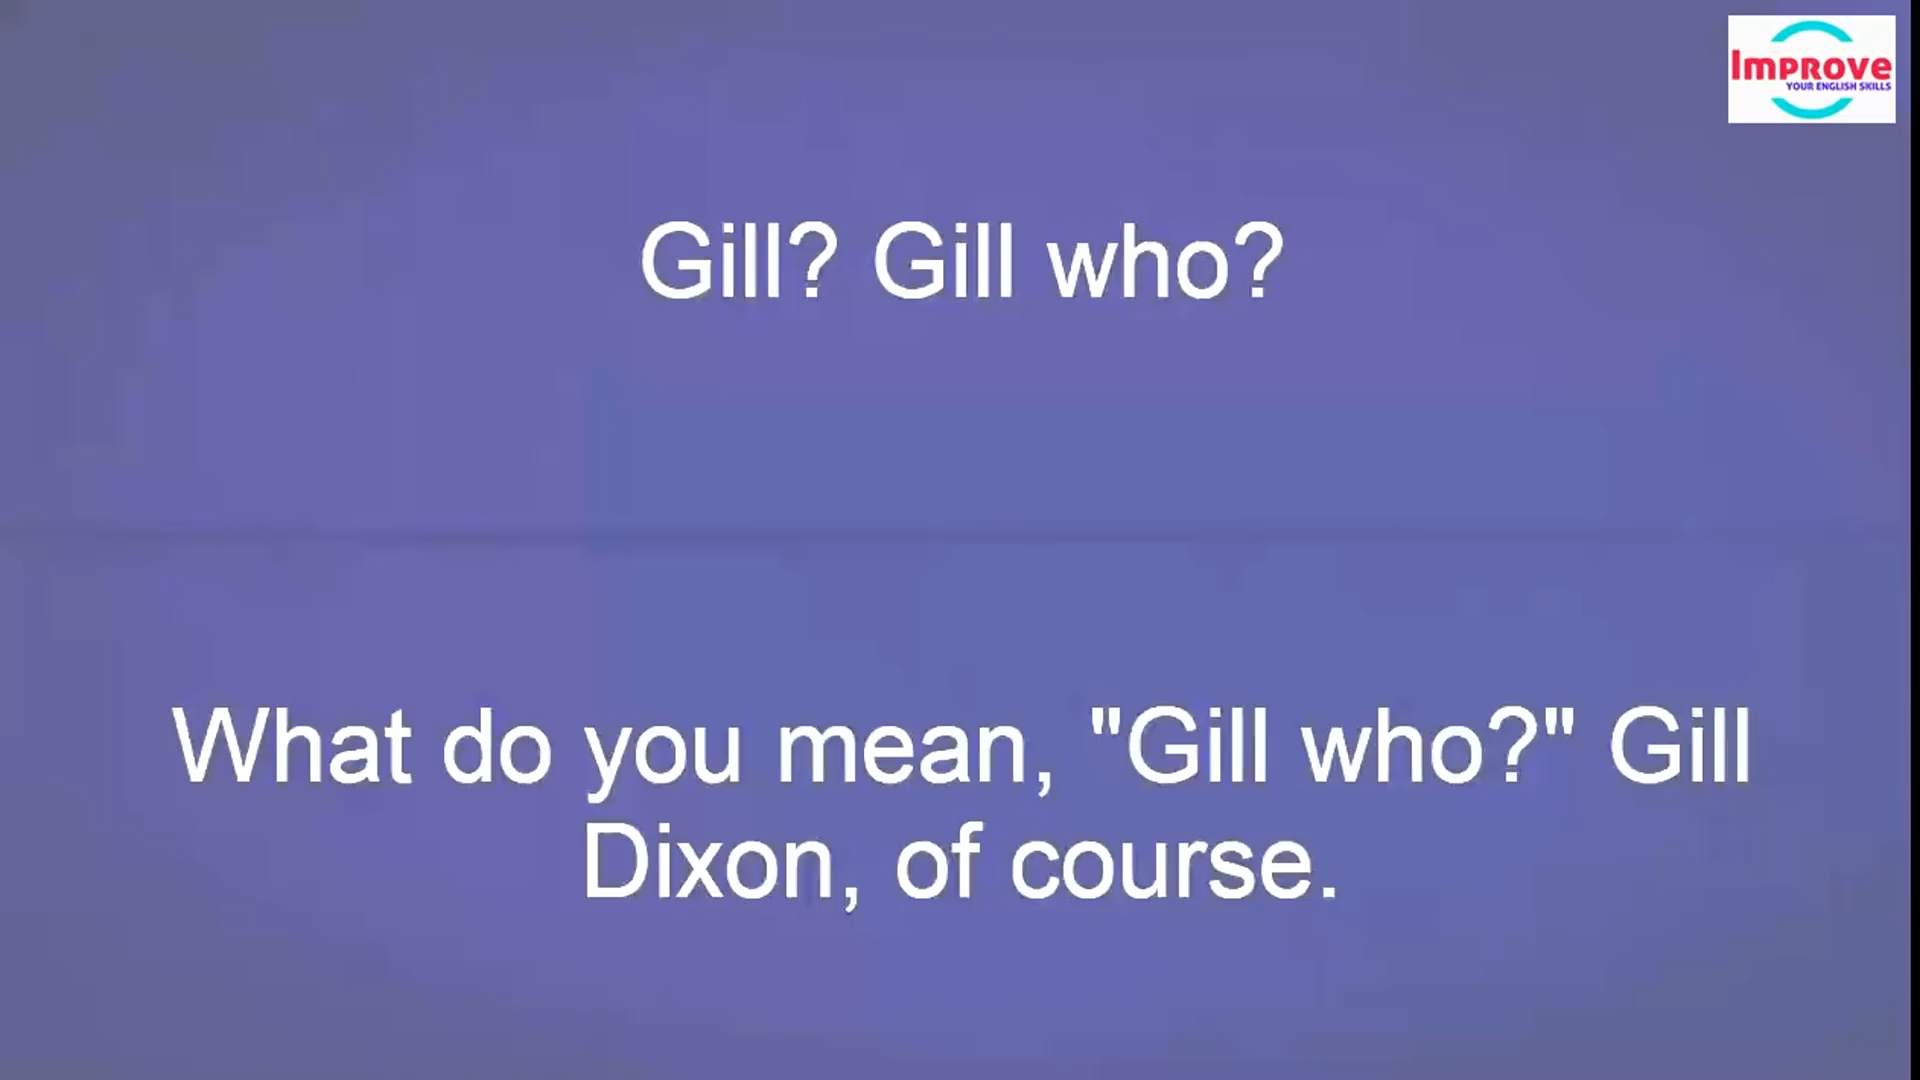 Improve
YOUR ENGLISH SKILLS
Gill? Gill who?
What do you mean, "Gill who?" Gill
Dixon, of course.